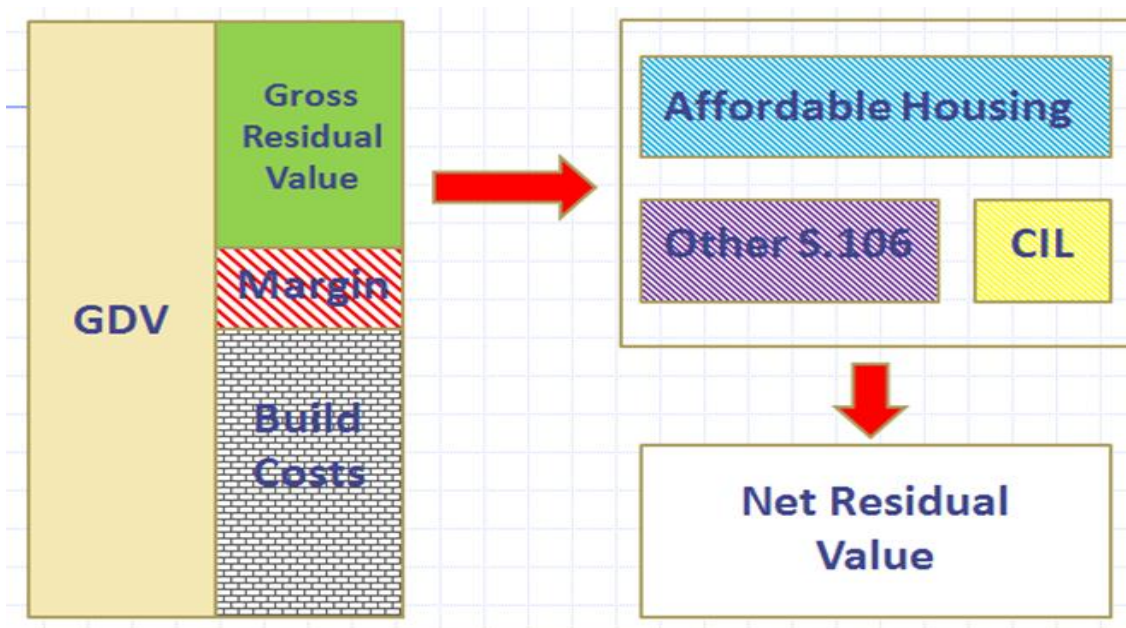 GDV
Gross
Residual
Value
Margin
Build
Costs
Affordable Housing
Other S.106
CIL
Net Residual
Value